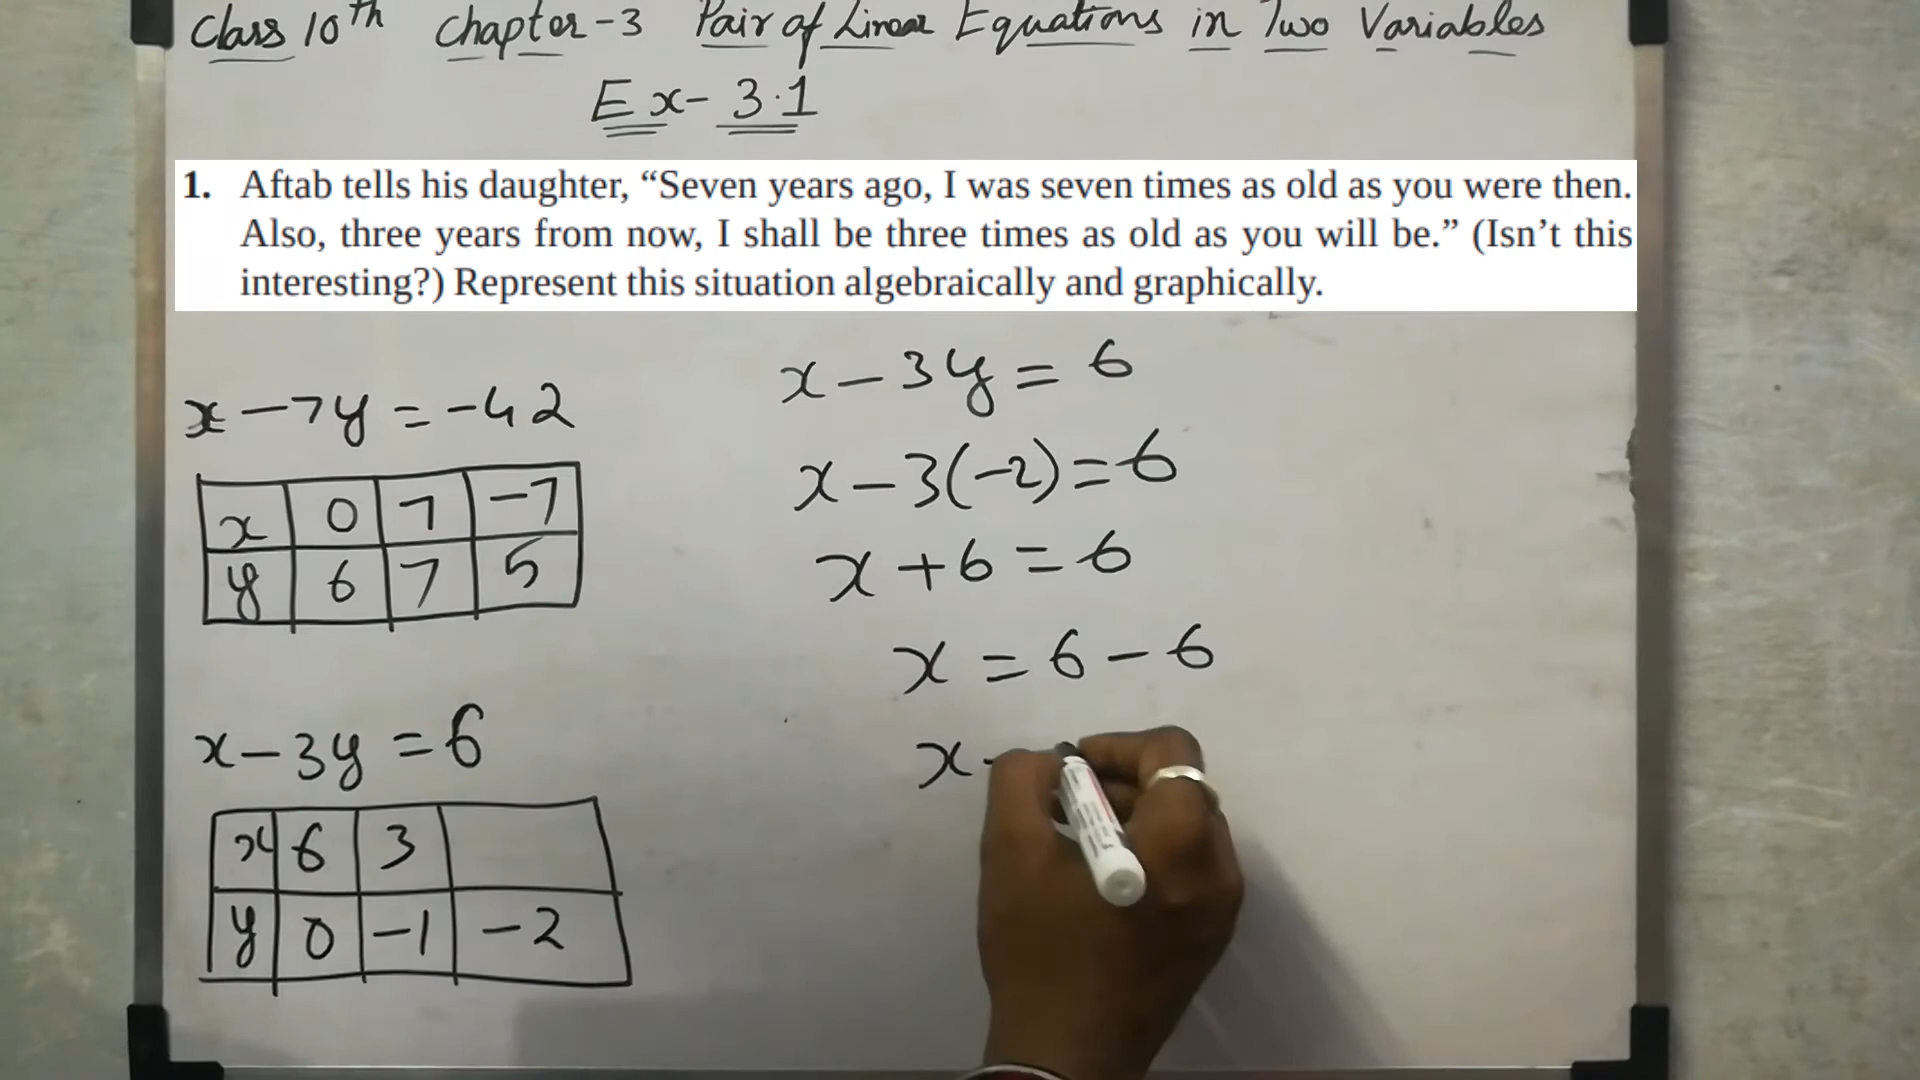 Class 10th Chapter-3 Pair of Linear Equations in Two Variables
Ex- 3.1
1. Aftab tells his daughter, “Seven years ago, I was seven times as old as you were then.
Also, three years from now, I shall be three times as old as you will be.” (Isn’t this
interesting?) Represent this situation algebraically and graphically.
x - 7y = -42
x 0 7 -7
y 6 7 5
x - 3y = 6
x 6 3
y 0 -1 -2
x - 3y = 6
x - 3(-2) = 6
x + 6 = 6
x = 6 - 6
x